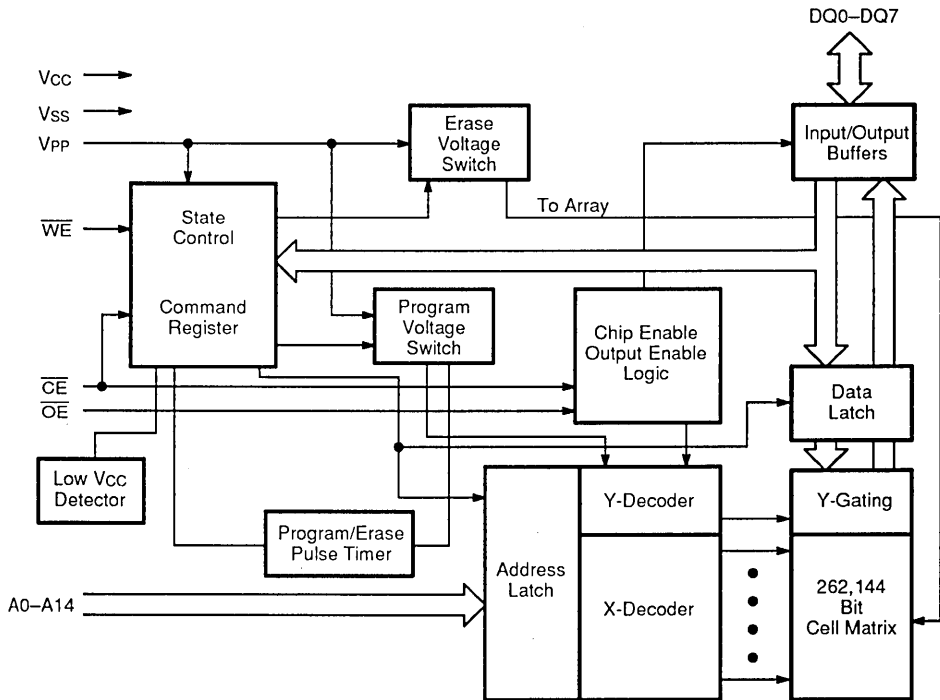 DQ0–DQ7
VCC
VSS
VPP
Erase
Voltage
Switch
Input/Output
Buffers
To Array
WE
State
Control
Command
Register
Program
Voltage
Switch
Chip Enable
Output Enable
Logic
CE
OE
Data
Latch
Low VCC
Detector
Program/Erase
Pulse Timer
Y-Decoder
Y-Gating
A0–A14
Address
Latch
X-Decoder
262,144
Bit
Cell Matrix